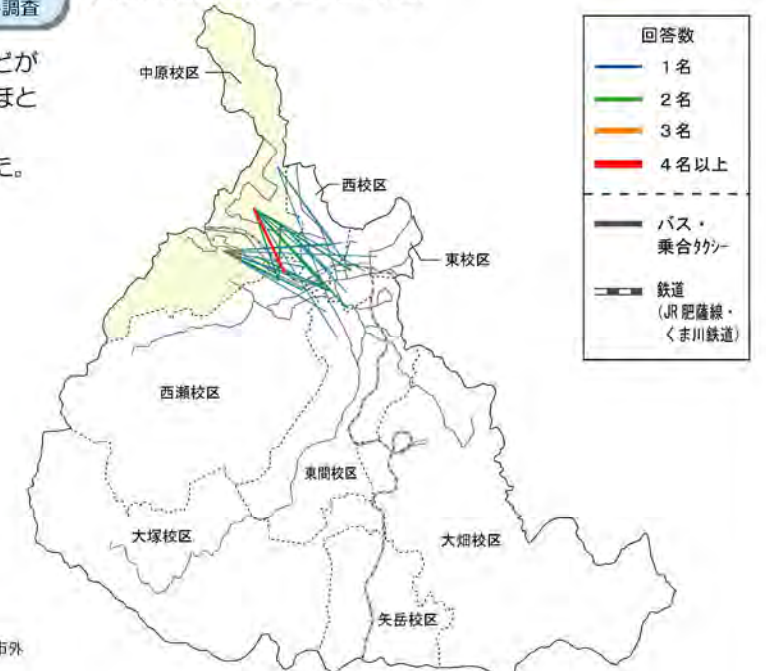 調査
どが
ほと
た。
中原校区
西校区
東校区
西瀬校区
東間校区
大塚校区
大畑校区
矢岳校区
市外
回答数
1名
2名
3名
4名以上
バス・
乗合タクシー
鉄道
(JR肥薩線・
くま川鉄道)